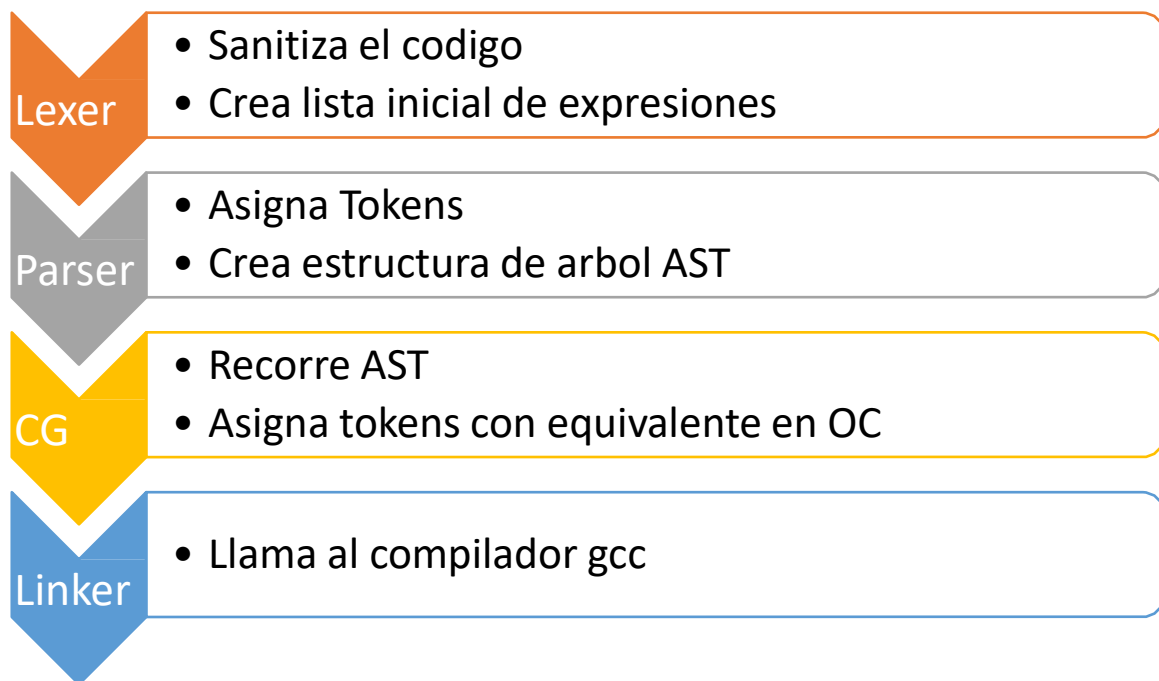 Lexer
• Sanitiza el codigo
• Crea lista inicial de expresiones
Parser
• Asigna Tokens
• Crea estructura de arbol AST
CG
• Recorre AST
• Asigna tokens con equivalente en OC
Linker
• Llama al compilador gcc